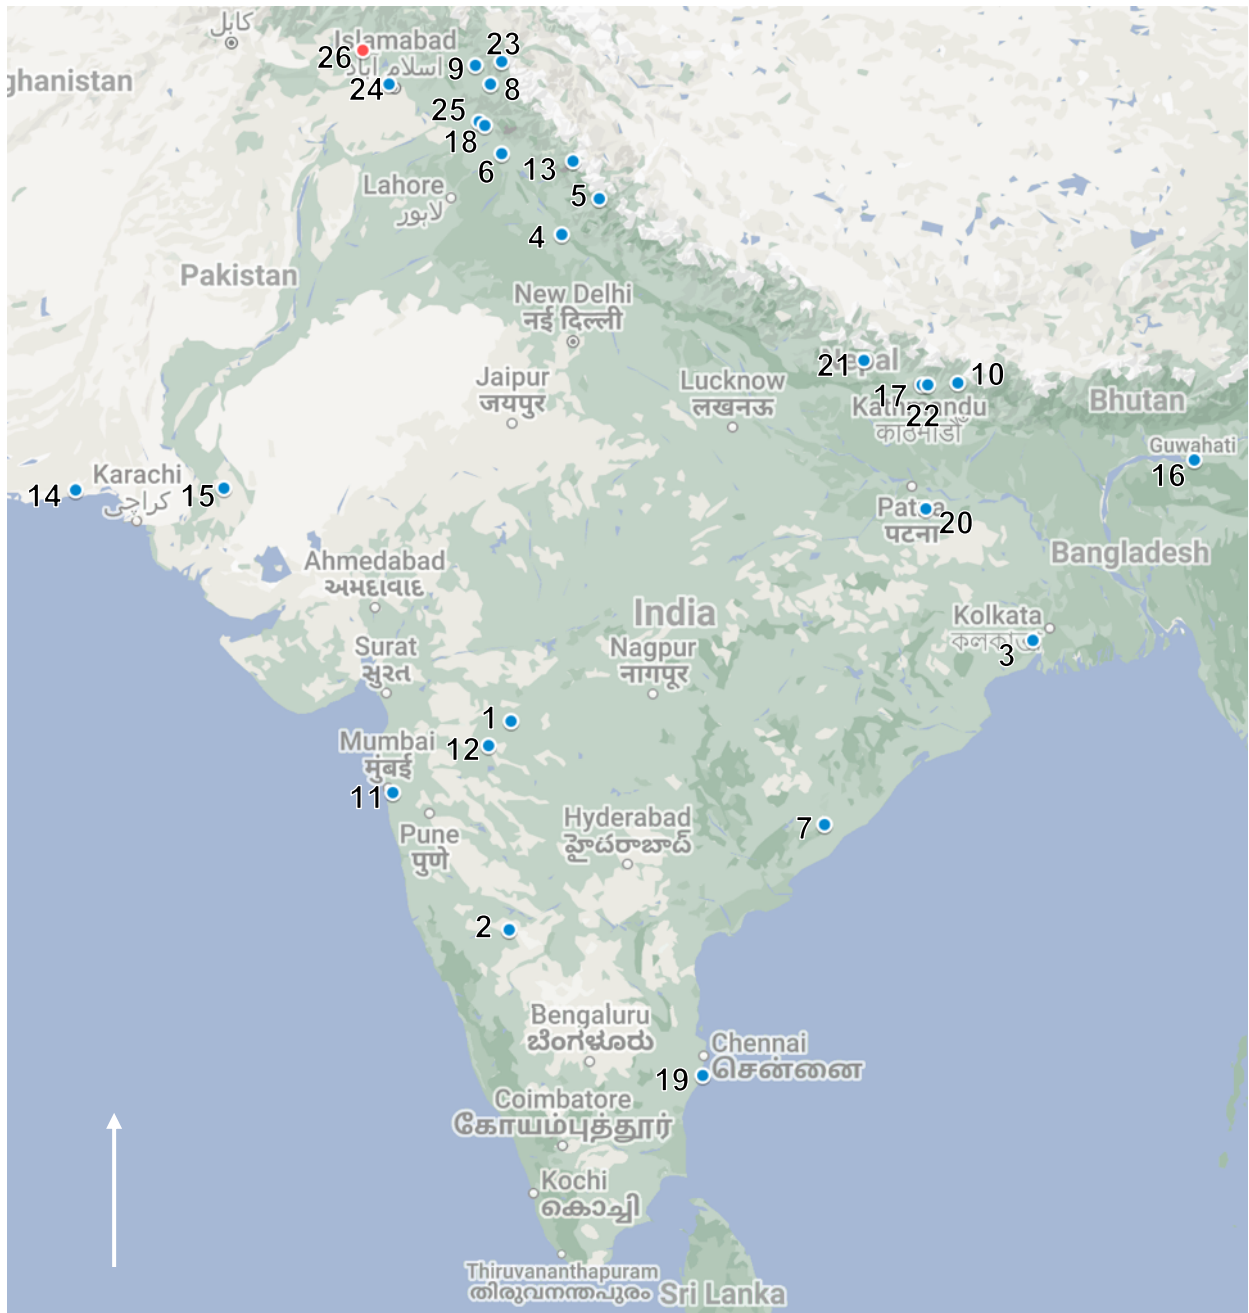 کابل
Islamabad
اسلام آباد
23
26
9
ghanistan
24
8
25
18
6
13
Lahore
لاہور
5
4
Pakistan
New Delhi
नई दिल्ली
Nepal
21
10
Jaipur
जयपुर
Lucknow
लखनऊ
17
Kathmandu
काठमाडौं
22
Bhutan
Guwahati
16
Karachi
کراچی
14
15
Patna
पटना
20
Bangladesh
Ahmedabad
અમદાવાદ
India
Kolkata
কলকাতা
3
Surat
સુરત
Nagpur
नागपूर
1
12
Mumbai
मुंबई
11
Pune
पुणे
Hyderabad
హైదరాబాద్
7
2
Bengaluru
ಬೆಂಗಳೂರು
Chennai
சென்னை
19
Coimbatore
கோயம்புத்தூர்
Kochi
കൊച്ചി
Thiruvananthapuram
തിരുവനന്തപുരം
Sri Lanka